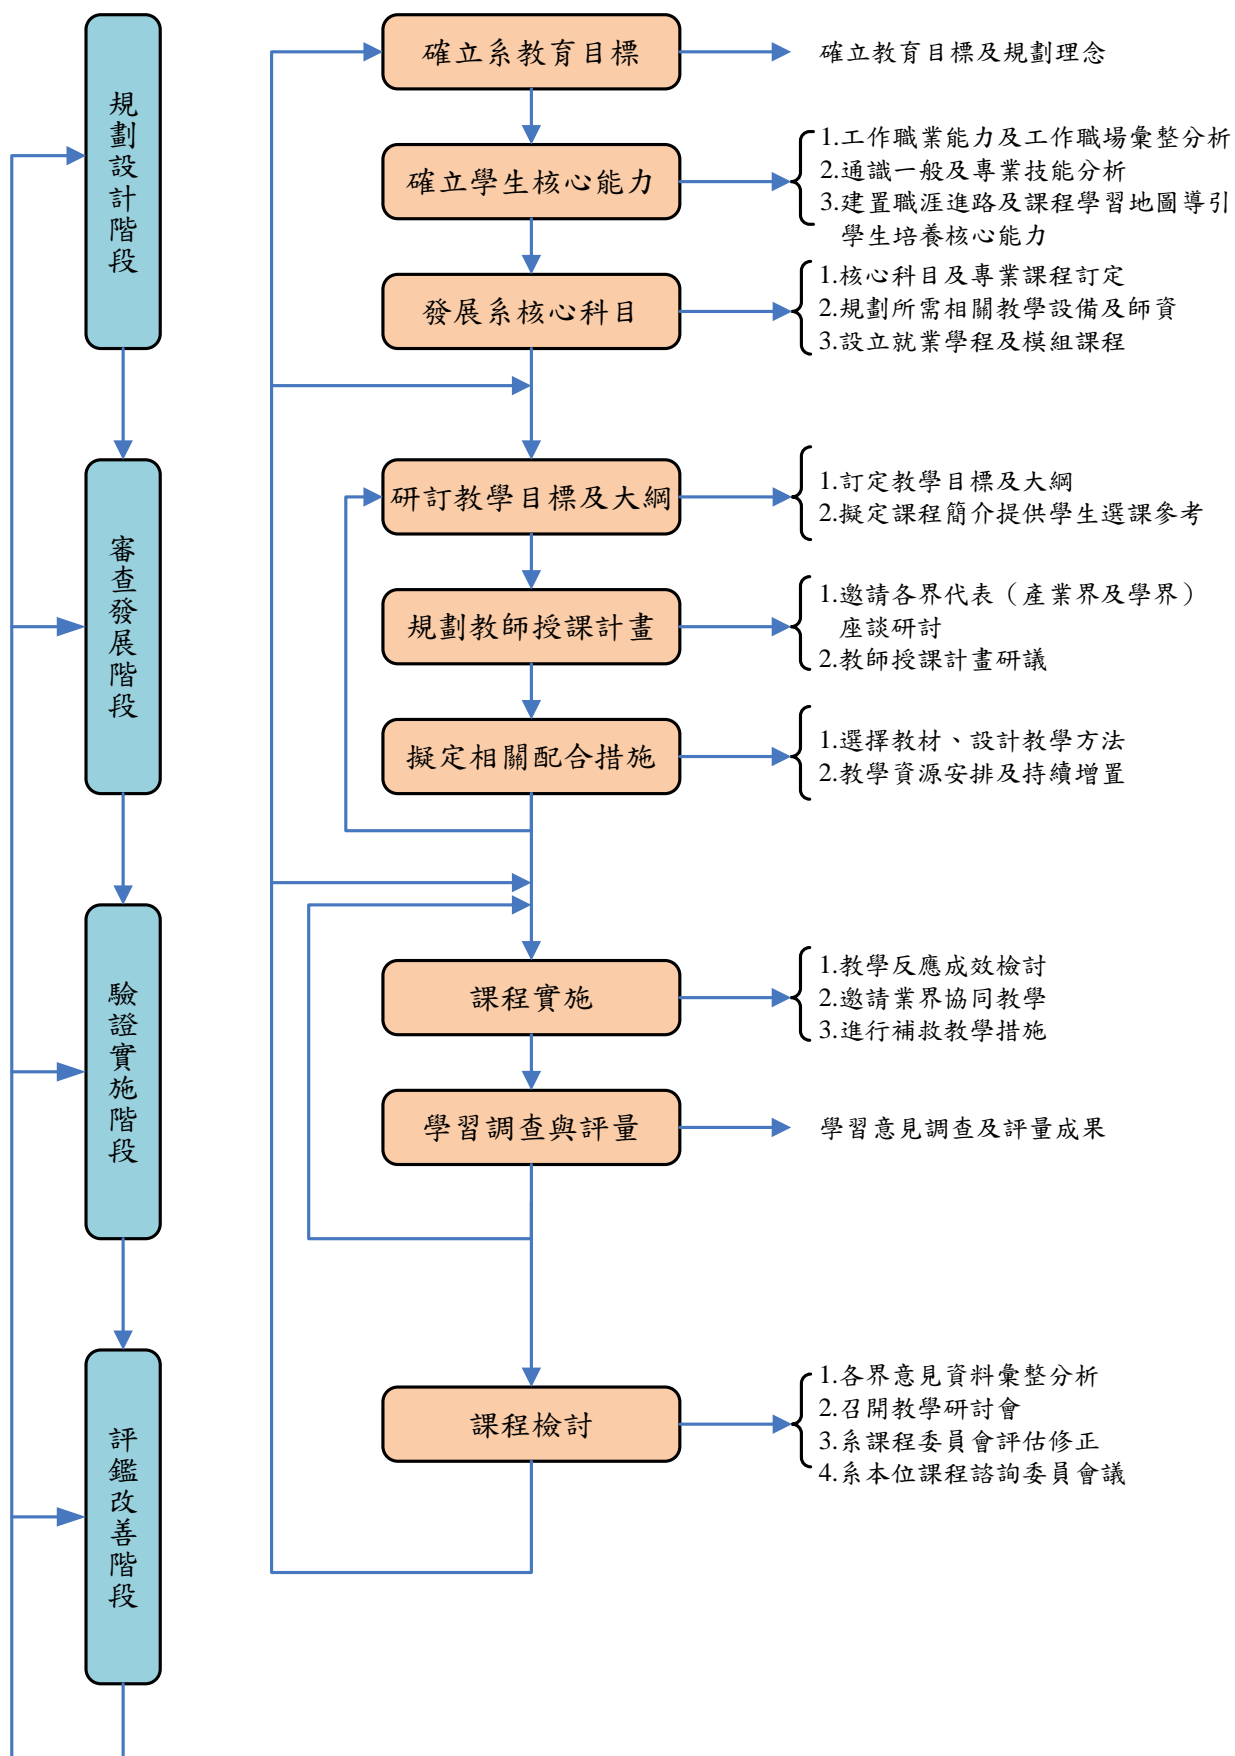 規劃設計階段
審查發展階段
驗證實施階段
評鑑改善階段
確立系教育目標
確立教育目標及規劃理念
確立學生核心能力
1.工作職業能力及工作職場彙整分析
2.通識一般及專業技能分析
3.建置職涯進路及課程學習地圖導引
學生培養核心能力
發展系核心科目
1.核心科目及專業課程訂定
2.規劃所需相關教學設備及師資
3.設立就業學程及模組課程
研訂教學目標及大綱
1.訂定教學目標及大綱
2.擬定課程簡介提供學生選課參考
規劃教師授課計畫
1.邀請各界代表（產業界及學界）
座談研討
2.教師授課計畫研議
擬定相關配合措施
1.選擇教材、設計教學方法
2.教學資源安排及持續增置
課程實施
1.教學反應成效檢討
2.邀請業界協同教學
3.進行補救教學措施
學習調查與評量
學習意見調查及評量成果
課程檢討
1.各界意見資料彙整分析
2.召開教學研討會
3.系課程委員會評估修正
4.系本位課程諮詢委員會議